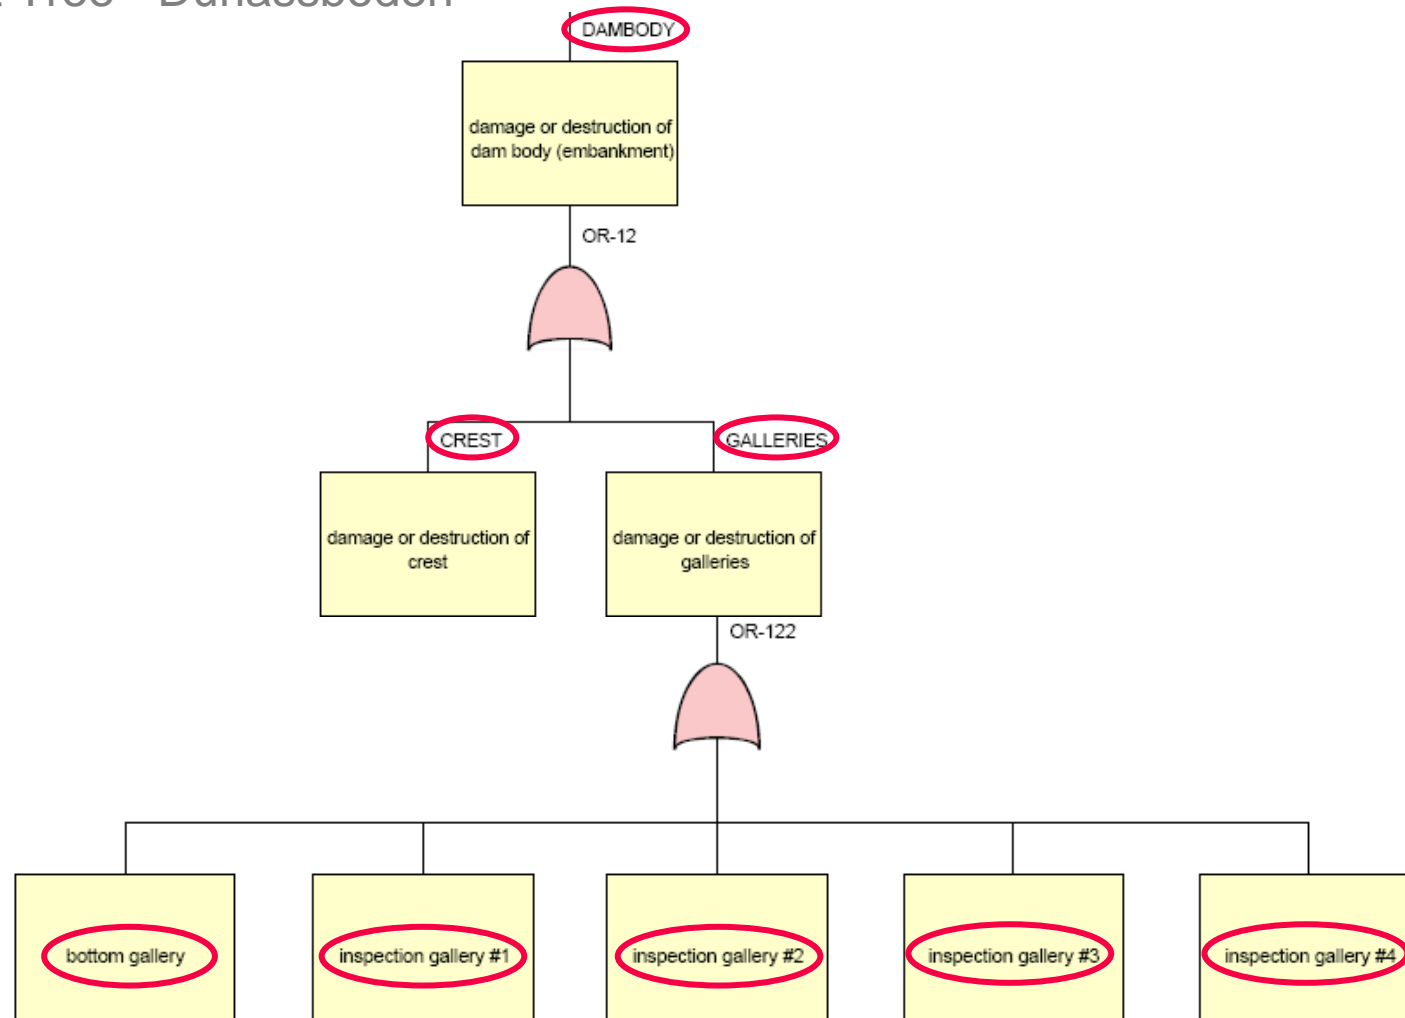 Tree - Durlassboden
DAMBODY
damage or destruction of
dam body (embankment)
OR-12
CREST
GALLERIES
damage or destruction of
crest
damage or destruction of
galleries
OR-122
bottom gallery
inspection gallery #1
inspection gallery #2
inspection gallery #3
inspection gallery #4